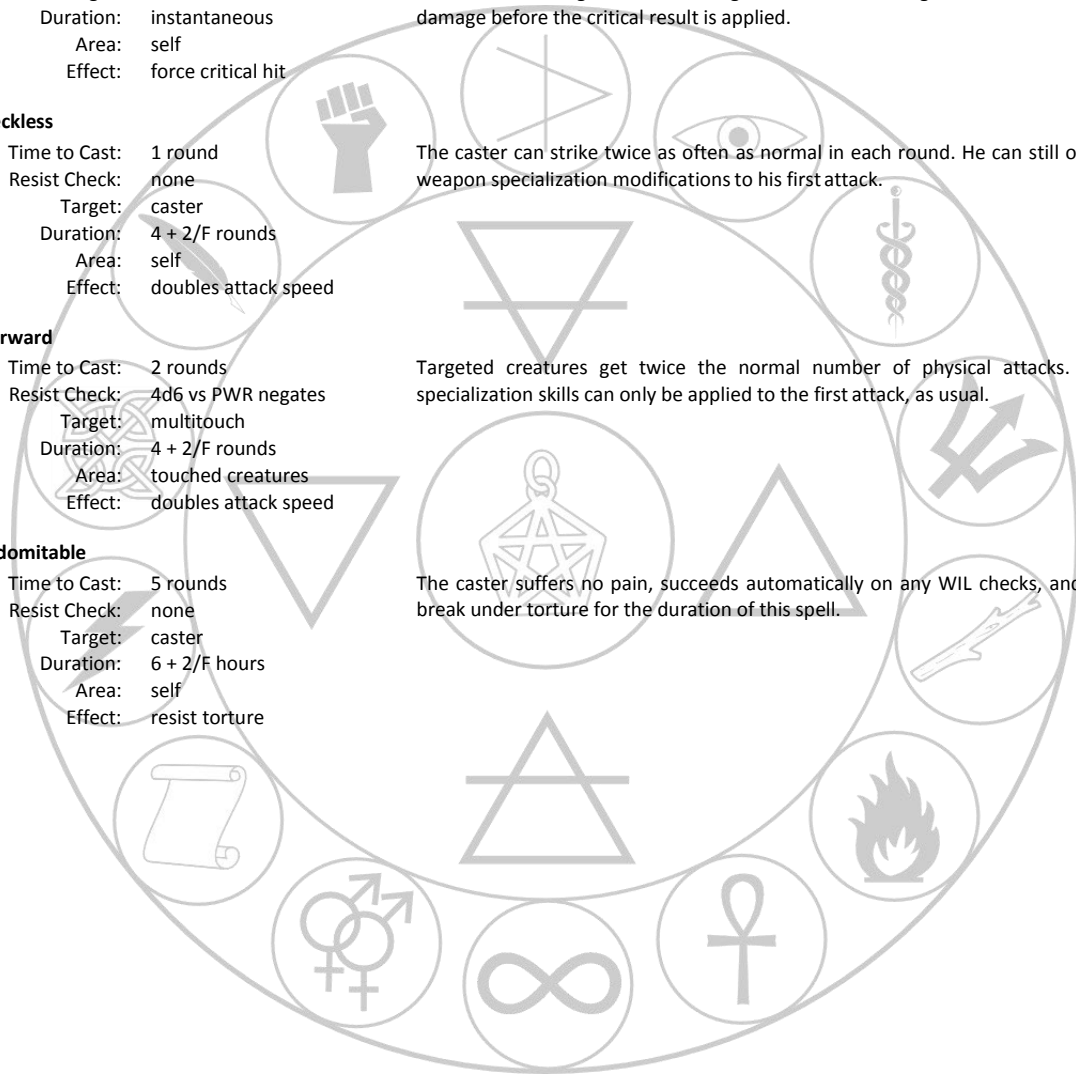 Duration: instantaneous
damage before the critical result is applied.
Area: self
Effect: force critical hit
eckless
Time to Cast: 1 round
The caster can strike twice as often as normal in each round. He can still o
Resist Check: none
weapon specialization modifications to his first attack.
Target: caster
Duration: 4 + 2/F rounds
Area: self
Effect: doubles attack speed
rward
Time to Cast: 2 rounds
Targeted creatures get twice the normal number of physical attacks.
Resist Check: 4d6 vs PWR negates
specialization skills can only be applied to the first attack, as usual.
Target: multitouch
Duration: 4 + 2/F rounds
Area: touched creatures
Effect: doubles attack speed
domitable
Time to Cast: 5 rounds
The caster suffers no pain, succeeds automatically on any WIL checks, and
Resist Check: none
break under torture for the duration of this spell.
Target: caster
Duration: 6 + 2/F hours
Area: self
Effect: resist torture